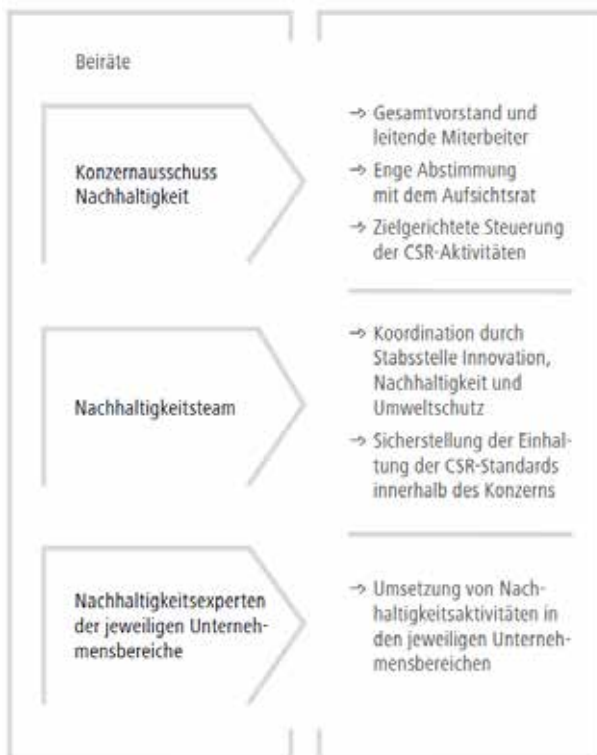 Beiräte
Konzernausschuss
Nachhaltigkeit
→ Gesamtvorstand und
leitende Miterbeiter
→ Enge Abstimmung
mit dem Aufsichtsrat
→ Zielgerichtete Steuerung
der CSR-Aktivitäten
Nachhaltigkeitsteam
→ Koordination durch
Stabsstelle Innovation,
Nachhaltigkeit und
Umweltschutz
→ Sicherstellung der Einhal-
tung der CSR-Standards
innerhalb des Konzerns
Nachhaltigkeitsexperten
der jeweiligen Unterneh-
mensbereiche
→ Umsetzung von Nach-
haltigkeitsaktivitäten in
den jeweiligen Unterneh-
mensbereichen